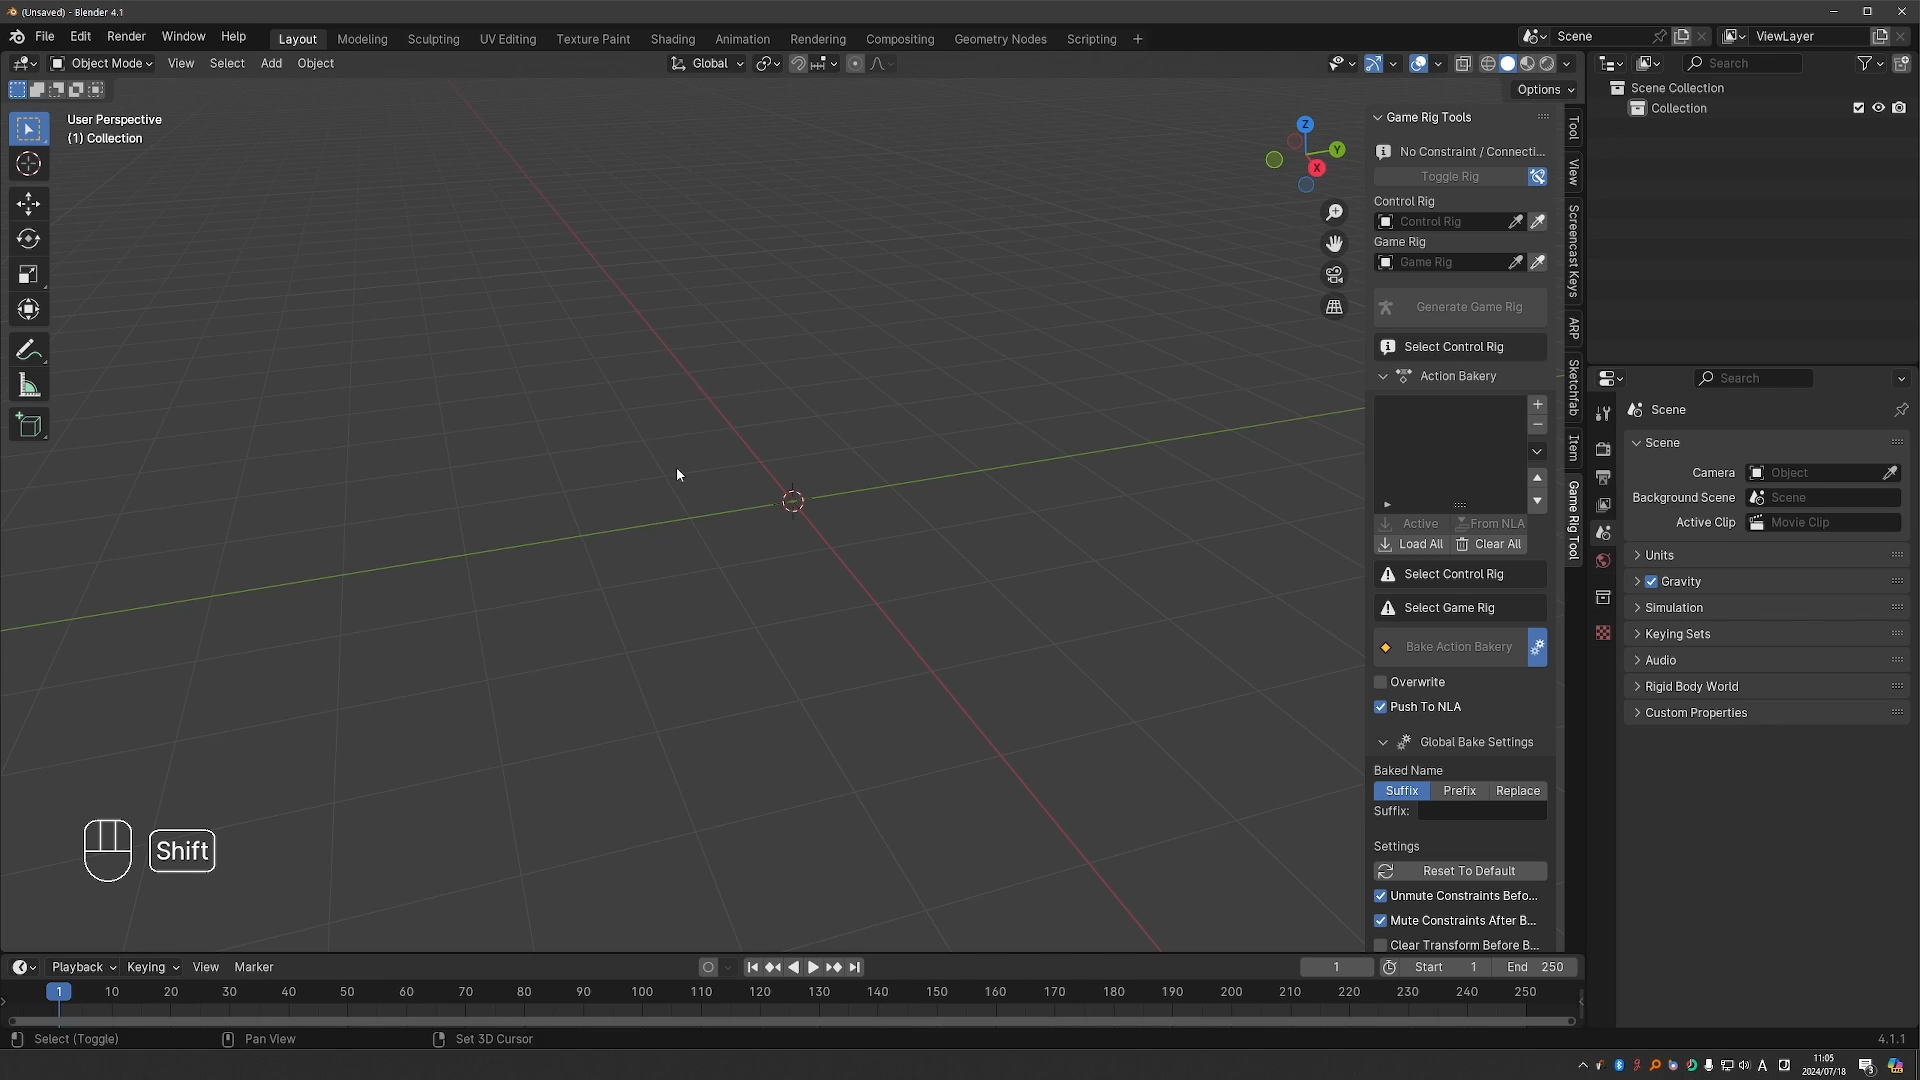 (Unsaved) - Blender 4.1
File Edit Render Window Help Layout Modeling Sculpting UV Editing Texture Paint Shading Animation Rendering Compositing Geometry Nodes Scripting + Scene ViewLayer
Object Mode View Select Add Object Global Search
Options
User Perspective
(1) Collection
Z
Y
X
Game Rig Tools
No Constraint / Connecti...
Toggle Rig
Control Rig
Control Rig
Game Rig
Game Rig
Generate Game Rig
Select Control Rig
Action Bakery
Active From NLA
Load All Clear All
Select Control Rig
Select Game Rig
Bake Action Bakery
Overwrite
Push To NLA
Global Bake Settings
Baked Name
Suffix Prefix Replace
Suffix:
Settings
Reset To Default
Unmute Constraints Befo...
Mute Constraints After B...
Clear Transform Before B...
Tool
View
Screencast Keys
ARP
Sketchfab
Item
Game Rig Tool
Scene Collection
Collection
Search
Scene
Scene
Camera Object
Background Scene Scene
Active Clip Movie Clip
Units
Gravity
Simulation
Keying Sets
Audio
Rigid Body World
Custom Properties
Shift
Playback Keying View Marker 1 Start 1 End 250
1 10 20 30 40 50 60 70 80 90 100 110 120 130 140 150 160 170 180 190 200 210 220 230 240 250
Select (Toggle) Pan View Set 3D Cursor 4.1.1
A 11:05
2024/07/18 3